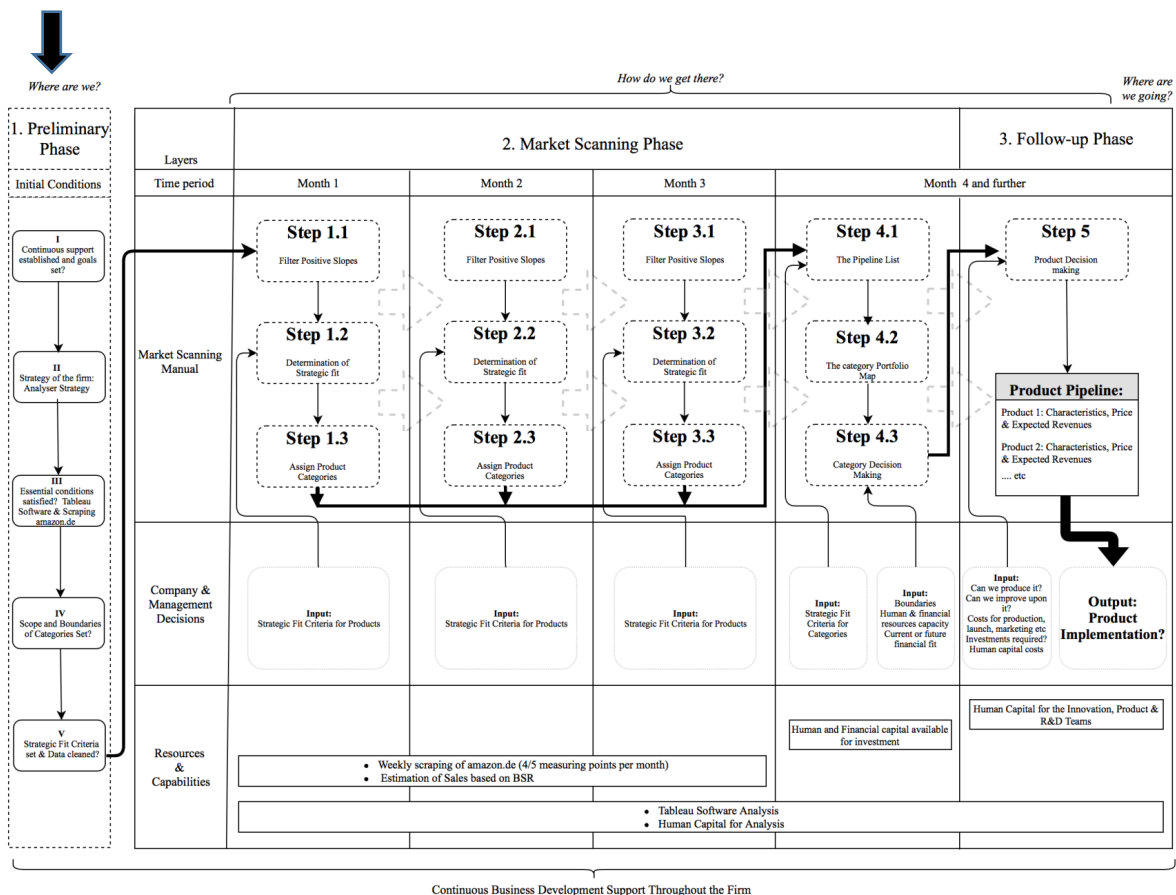 Where are we?
How do we get there?
Where are
we going?
1. Preliminary
Phase
Initial Conditions
I
Continuous support
established and goals
set?
II
Strategy of the firm:
Analyser Strategy
III
Essential conditions
satisfied? Tableau
Software & Scraping
amazon.de
IV
Scope and Boundaries
of Categories Set?
V
Strategic Fit Criteria
set & Data cleaned?
Layers
2. Market Scanning Phase
3. Follow-up Phase
Time period
Month 1
Month 2
Month 3
Month 4 and further
Market Scanning
Manual
Step 1.1
Filter Positive Slopes
Step 1.2
Determination of
Strategic fit
Step 1.3
Assign Product
Categories
Step 2.1
Filter Positive Slopes
Step 2.2
Determination of
Strategic fit
Step 2.3
Assign Product
Categories
Step 3.1
Filter Positive Slopes
Step 3.2
Determination of
Strategic fit
Step 3.3
Assign Product
Categories
Step 4.1
The Pipeline List
Step 4.2
The category Portfolio
Map
Step 4.3
Category Decision
Making
Step 5
Product Decision
making
Product Pipeline:
Product 1: Characteristics, Price
& Expected Revenues
Product 2: Characteristics, Price
& Expected Revenues
.... etc
Company &
Management
Decisions
Input:
Strategic Fit Criteria for Products
Input:
Strategic Fit Criteria for Products
Input:
Strategic Fit Criteria for Products
Input:
Strategic Fit
Criteria for
Categories
Input:
Boundaries
Human & financial
resources capacity
Current or future
financial fit
Input:
Can we produce it?
Can we improve upon
it?
Costs for production,
launch, marketing etc
Investments required?
Human capital costs
Output:
Product
Implementation?
Resources
&
Capabilities
• Weekly scraping of amazon.de (4/5 measuring points per month)
• Estimation of Sales based on BSR
Human and Financial capital available
for investment
Human Capital for the Innovation, Product &
R&D Teams
• Tableau Software Analysis
• Human Capital for Analysis
Continuous Business Development Support Throughout the Firm